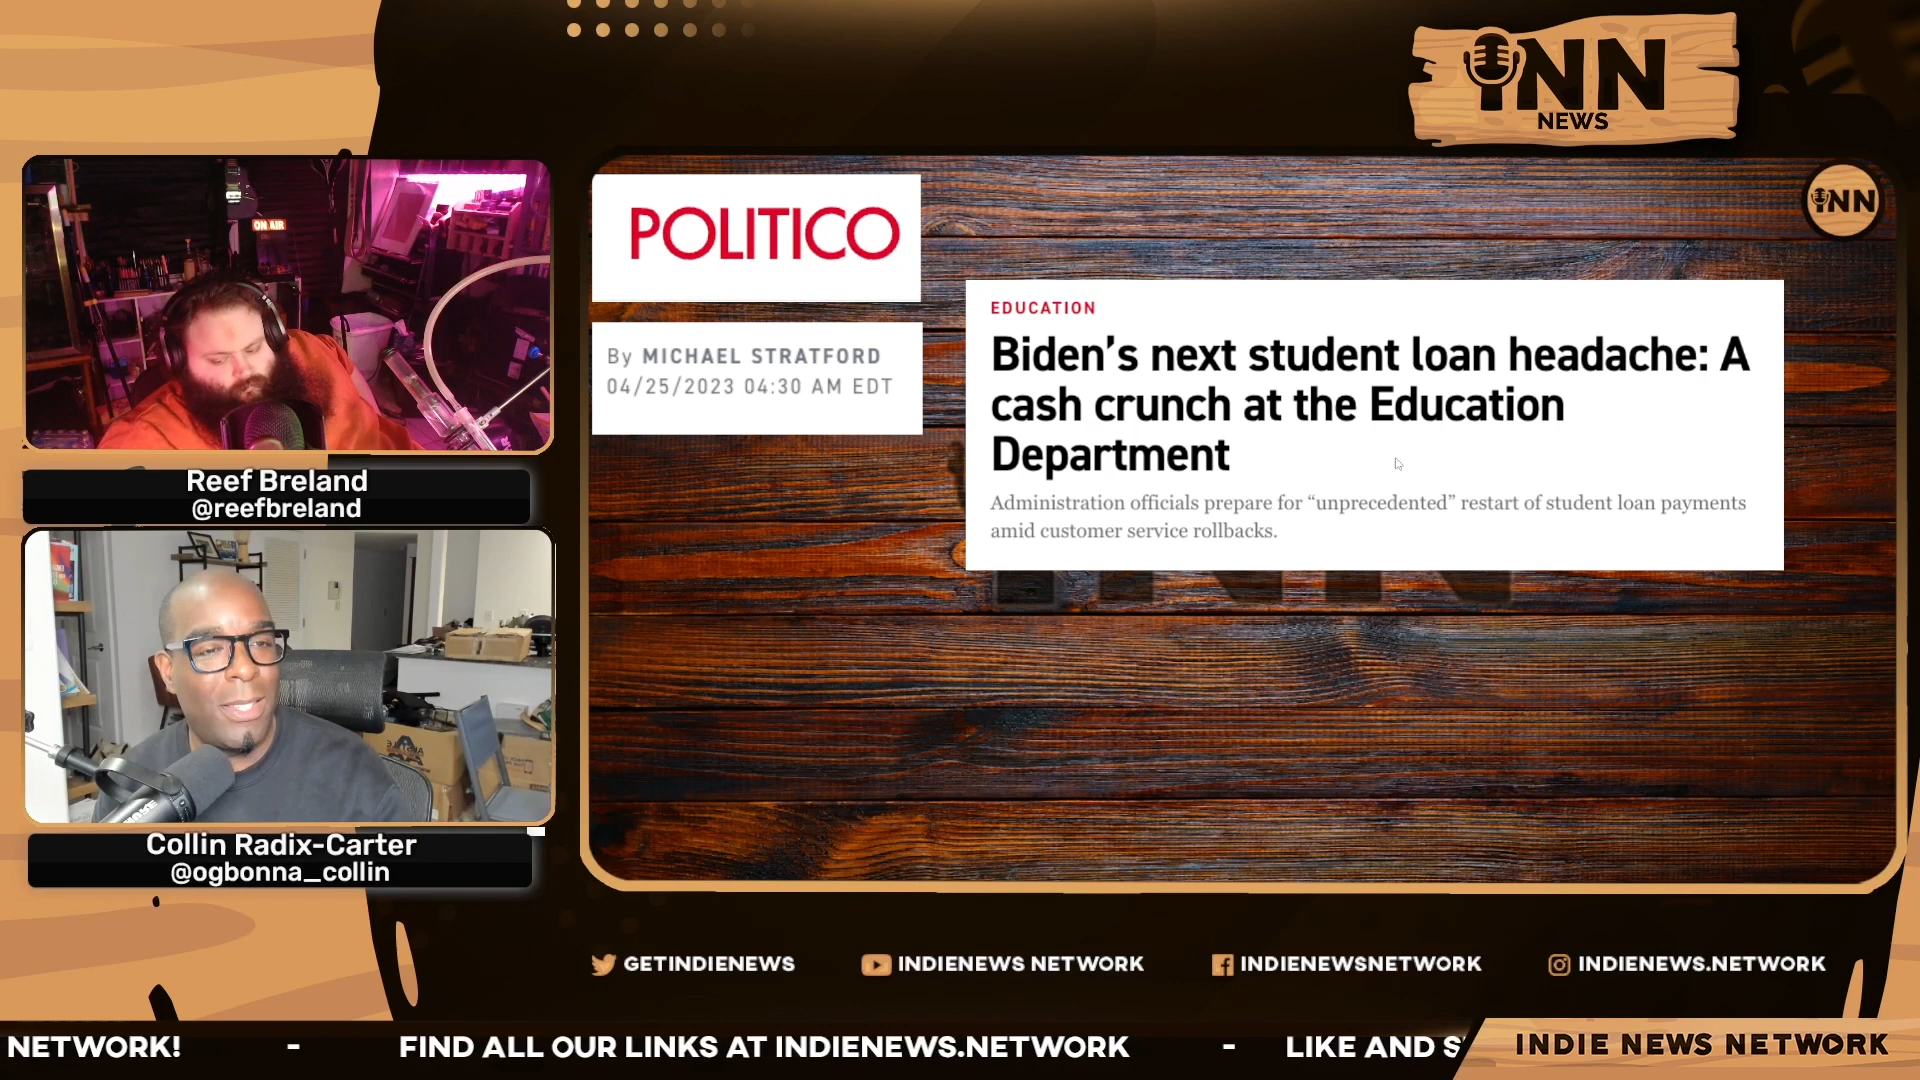 iNN
NEWS
ON AIR
Reef Breland
@reefbreland
Collin Radix-Carter
@ogbonna_collin
POLITICO
By MICHAEL STRATFORD
04/25/2023 04:30 AM EDT
iNN
EDUCATION
Biden’s next student loan headache: A
cash crunch at the Education
Department
Administration officials prepare for “unprecedented” restart of student loan payments
amid customer service rollbacks.
GETINDIENEWS
INDIENEWS NETWORK
INDIENEWSNETWORK
INDIENEWS.NETWORK
NETWORK! - FIND ALL OUR LINKS AT INDIENEWS.NETWORK - LIKE AND S
INDIE NEWS NETWORK